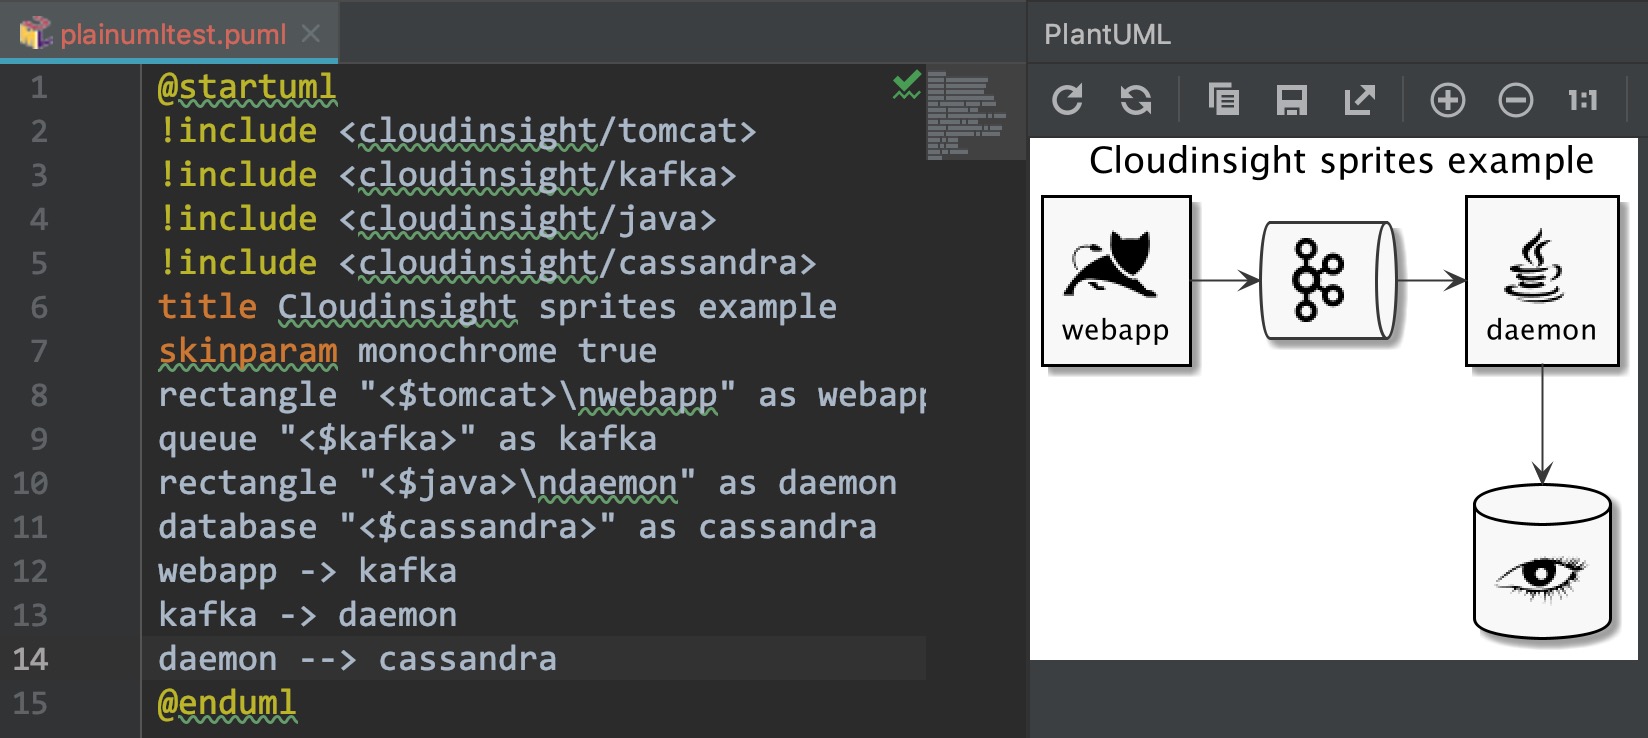 plainumltest.puml
PlantUML
1:1
1 @startuml
2 !include <cloudinsight/tomcat>
3 !include <cloudinsight/kafka>
4 !include <cloudinsight/java>
5 !include <cloudinsight/cassandra>
6 title Cloudinsight sprites example
7 skinparam monochrome true
8 rectangle "<$tomcat>\nwebapp" as webapp
9 queue "<$kafka>" as kafka
10 rectangle "<$java>\ndaemon" as daemon
11 database "<$cassandra>" as cassandra
12 webapp -> kafka
13 kafka -> daemon
14 daemon --> cassandra
15 @enduml
Cloudinsight sprites example
webapp
daemon